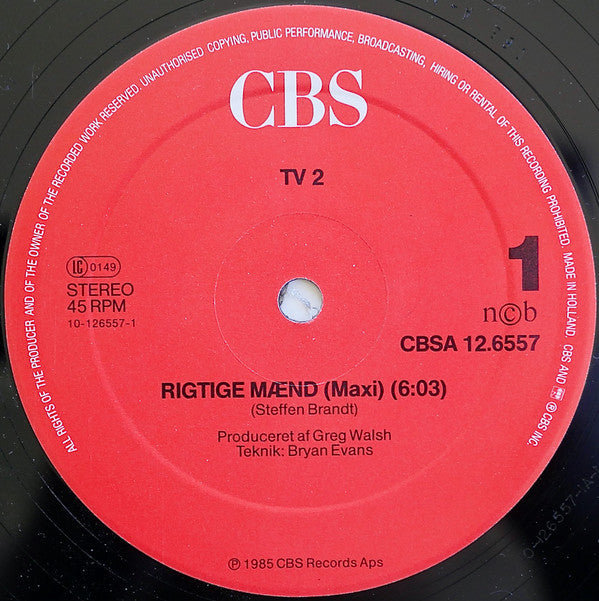 ALL RIGHTS OF THE PRODUCER AND OF THE OWNER OF THE RECORDED WORK RESERVED. UNAUTHORISED COPYING, PUBLIC PERFORMANCE, BROADCASTING, HIRING OR RENTAL OF THIS RECORDING PROHIBITED. MADE IN HOLLAND CBS AND ℗ CBS INC.
CBS
TV 2
1
LC 0149
STEREO
45 RPM
10-126557-1
n©b
CBSA 12.6557
RIGTIGE MÆND (Maxi) (6:03)
(Steffen Brandt)
Produceret af Greg Walsh
Teknik: Bryan Evans
℗ 1985 CBS Records Aps